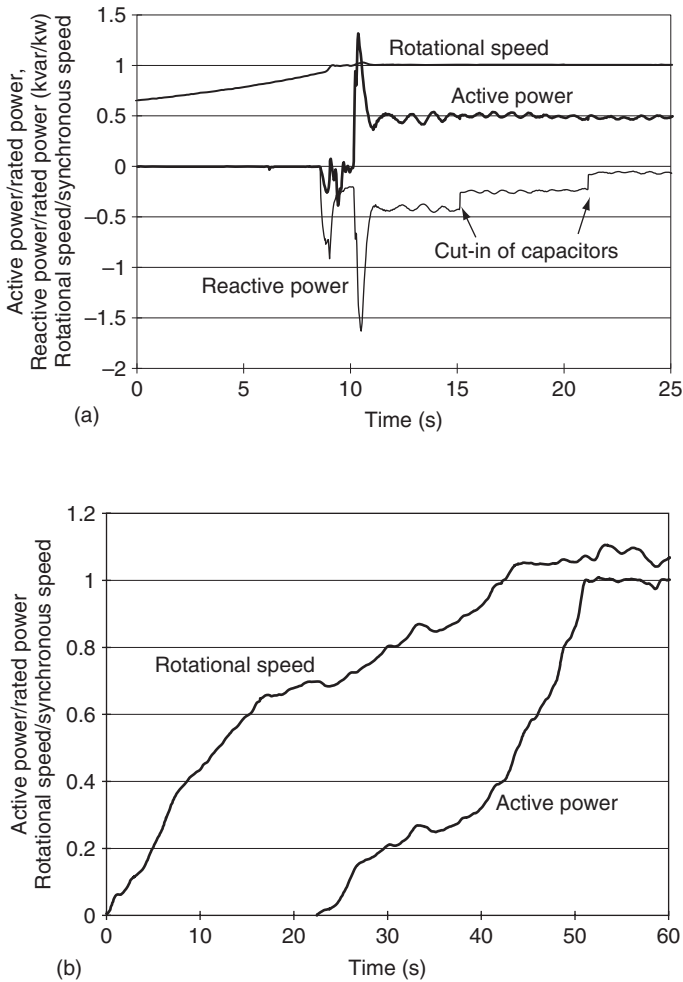 Active power/rated power,
Reactive power/rated power (kvar/kw)
Rotational speed/synchronous speed
1.5
1
0.5
0
−0.5
−1
−1.5
−2
Rotational speed
Active power
Cut-in of capacitors
Reactive power
0
5
10
15
20
25
Time (s)
(a)
Active power/rated power
Rotational speed/synchronous speed
1.2
1
0.8
0.6
0.4
0.2
0
Rotational speed
Active power
0
10
20
30
40
50
60
Time (s)
(b)